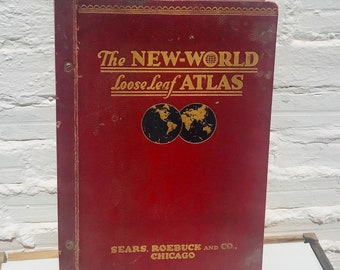 The NEW-WORLD
Loose Leaf ATLAS
SEARS, ROEBUCK AND CO.,
CHICAGO